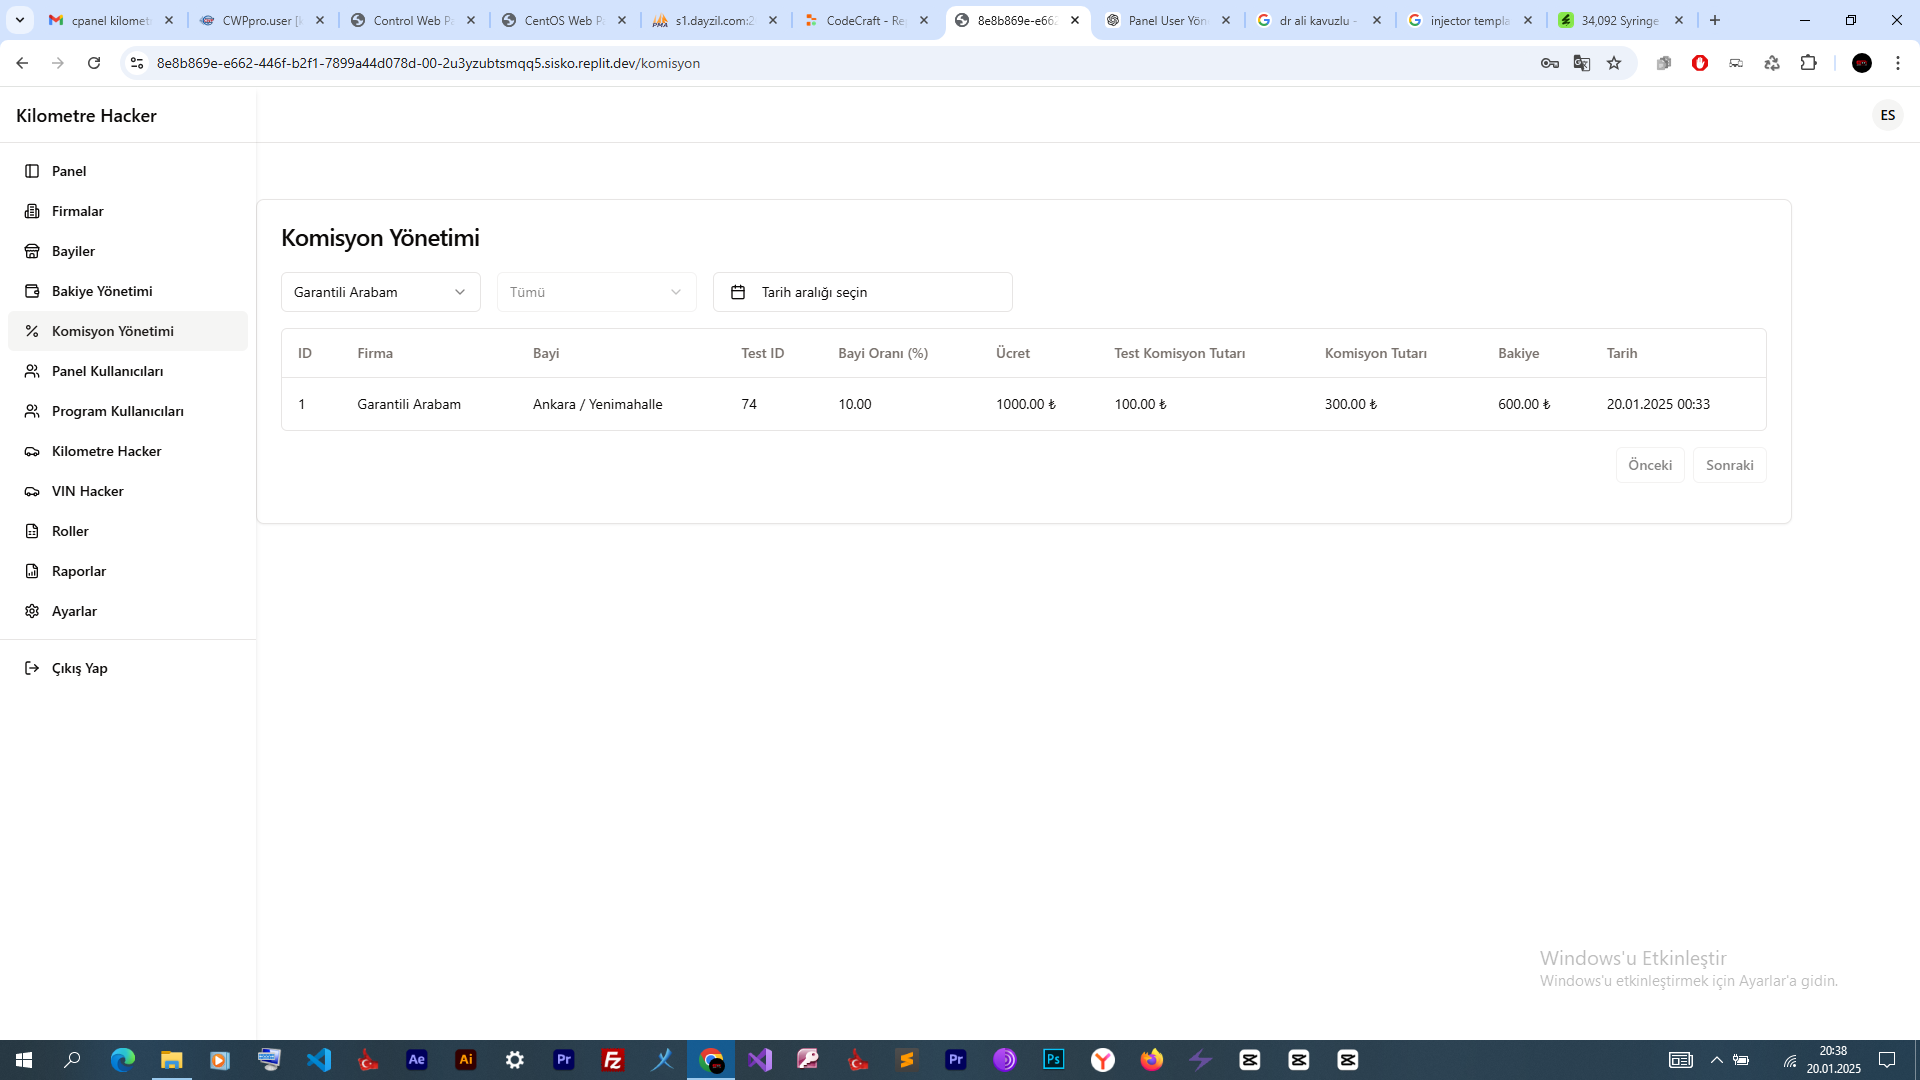 cpanel kilomet
CWPpro.user [k
Control Web Pa
CentOS Web Pa
s1.dayzil.com:2
CodeCraft - Rep
8e8b869e-e662
Panel User Yön
dr ali kavuzlu -
injector templa
34,092 Syringe
8e8b869e-e662-446f-b2f1-7899a44d078d-00-2u3yzubtsmqq5.sisko.replit.dev/komisyon
Kilometre Hacker
ES
Panel
Firmalar
Bayiler
Bakiye Yönetimi
Komisyon Yönetimi
Panel Kullanıcıları
Program Kullanıcıları
Kilometre Hacker
VIN Hacker
Roller
Raporlar
Ayarlar
Çıkış Yap
Komisyon Yönetimi
Garantili Arabam
Tümü
Tarih aralığı seçin
ID Firma Bayi Test ID Bayi Oranı (%) Ücret Test Komisyon Tutarı Komisyon Tutarı Bakiye Tarih
1 Garantili Arabam Ankara / Yenimahalle 74 10.00 1000.00 ₺ 100.00 ₺ 300.00 ₺ 600.00 ₺ 20.01.2025 00:33
Önceki Sonraki
Windows'u Etkinleştir
Windows'u etkinleştirmek için Ayarlar'a gidin.
20:38
20.01.2025